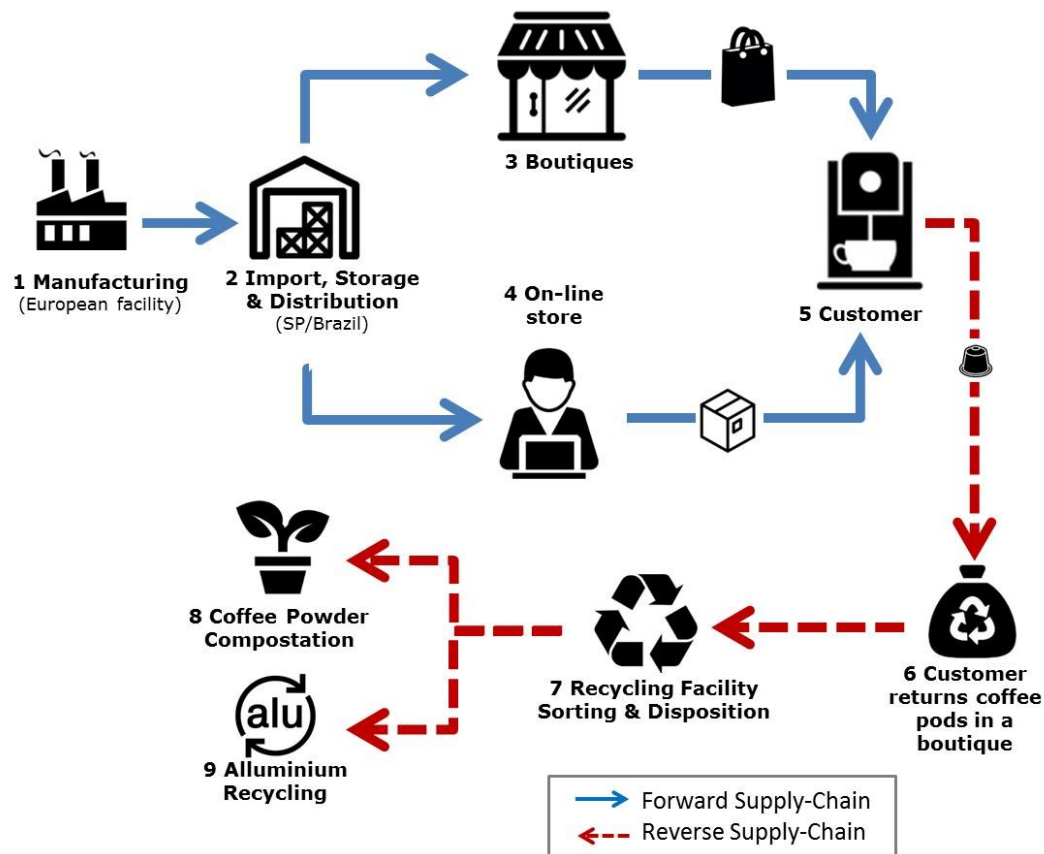 3 Boutiques
1 Manufacturing
(European facility)
2 Import, Storage
& Distribution
(SP/Brazil)
4 On-line
store
5 Customer
8 Coffee Powder
Compostation
7 Recycling Facility
Sorting & Disposition
6 Customer
returns coffee
pods in a
boutique
alu
9 Alluminium
Recycling
Forward Supply-Chain
Reverse Supply-Chain